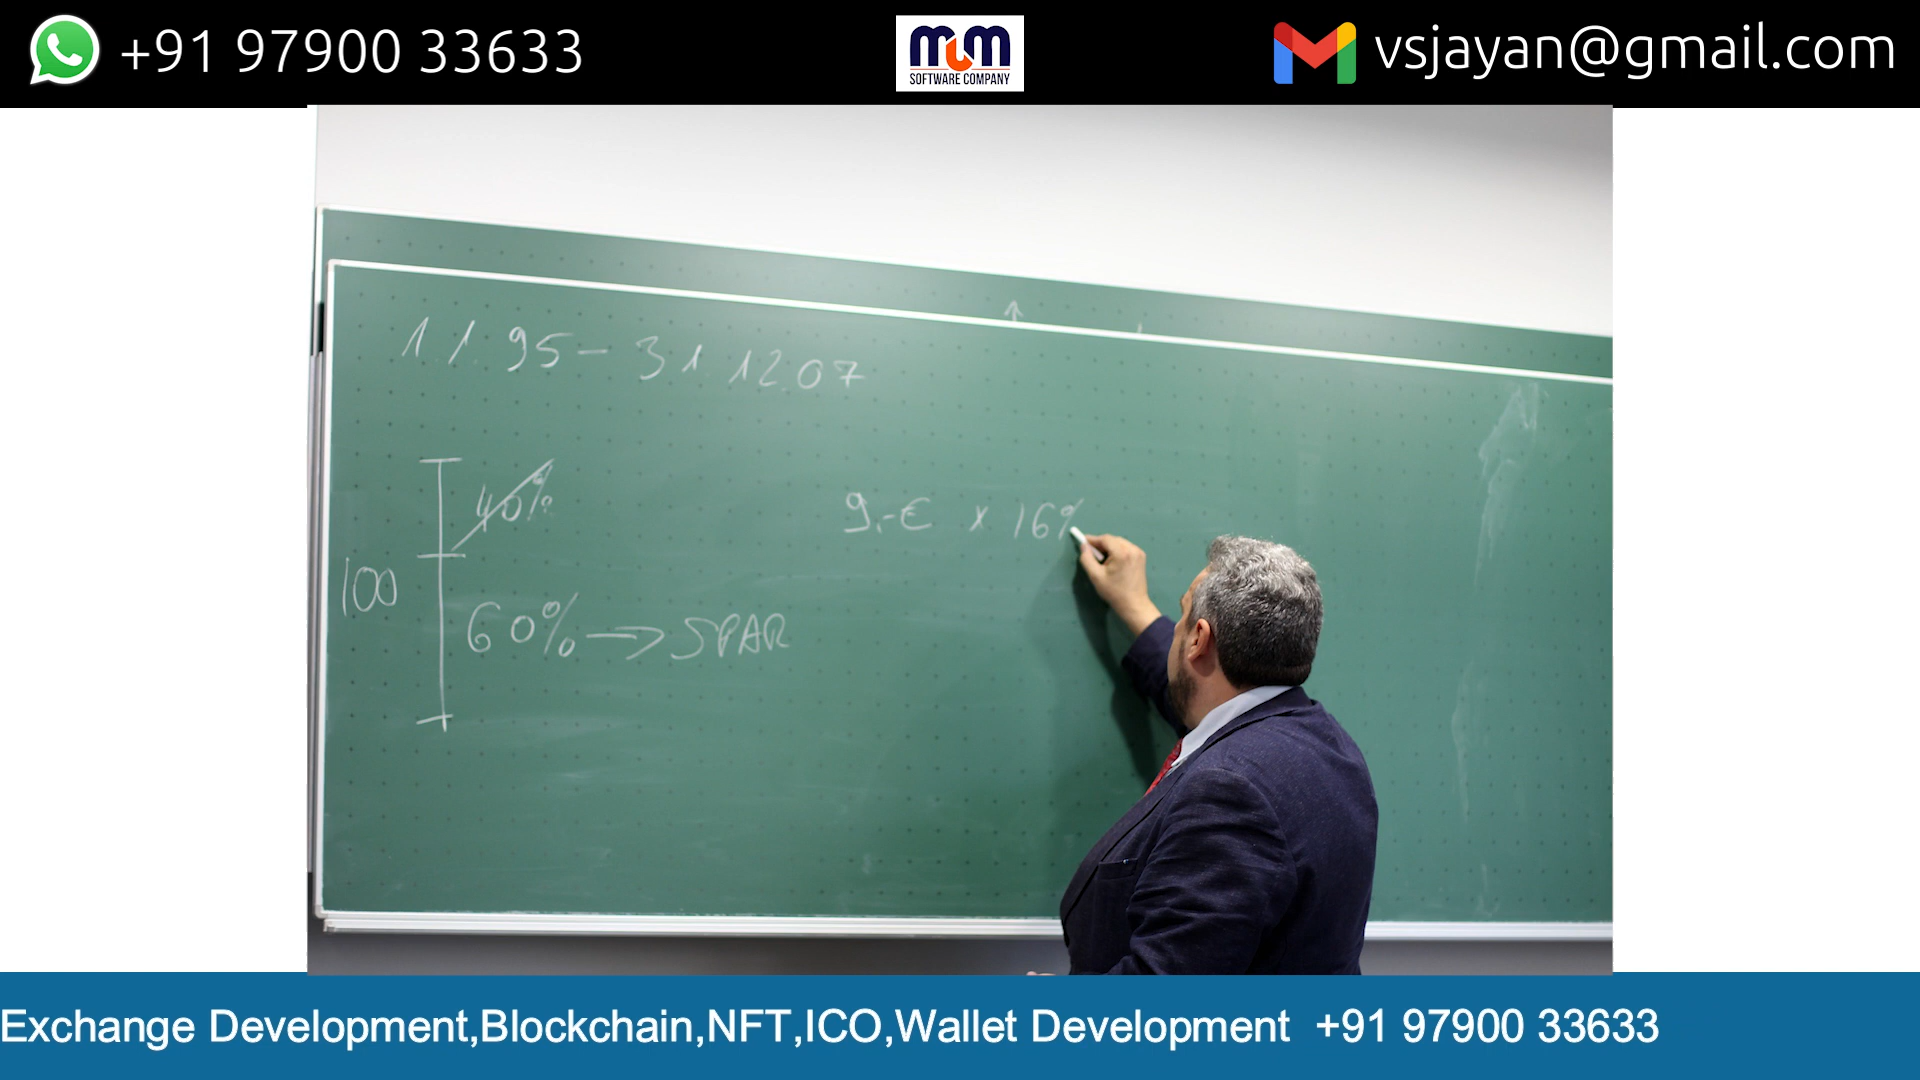 +91 97900 33633
mlm
SOFTWARE COMPANY
vsjayan@gmail.com
1.1.95 - 31.12.07
40%
9.-€ x 16%
100
60% → SPAR
Exchange Development,Blockchain,NFT,ICO,Wallet Development +91 97900 33633